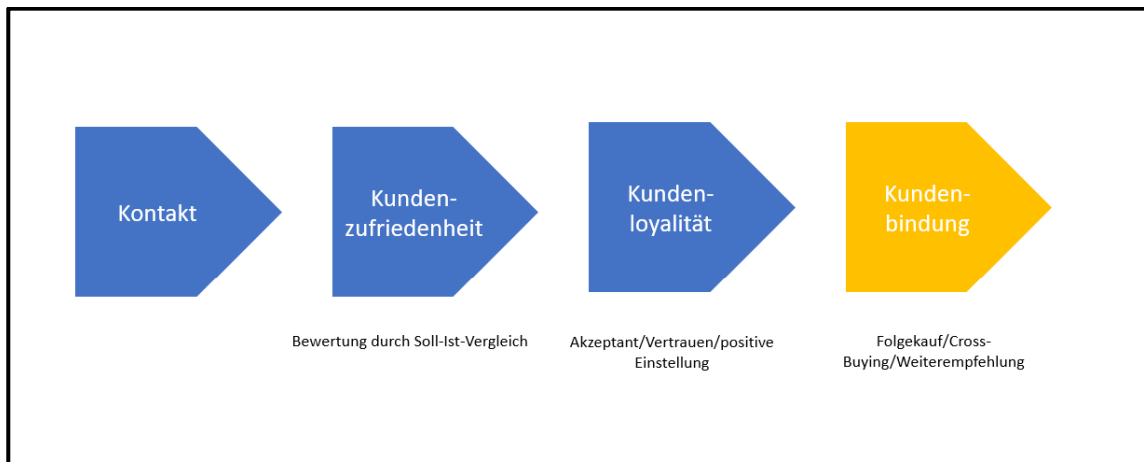 Kontakt
Kunden-
zufriedenheit
Kunden-
loyalität
Kunden-
bindung
Bewertung durch Soll-Ist-Vergleich
Akzeptant/Vertrauen/positive
Einstellung
Folgekauf/Cross-
Buying/Weiterempfehlung